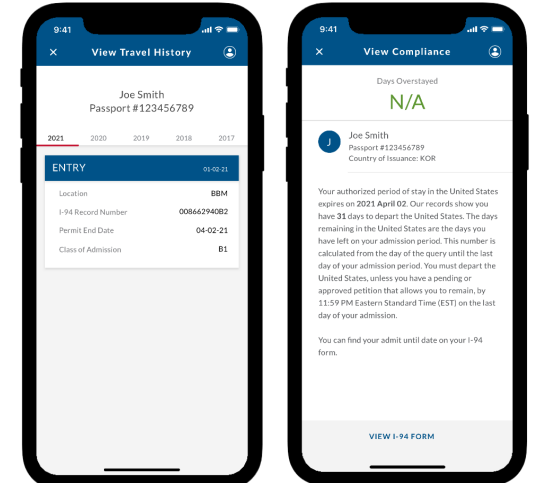 9:41
× View Travel History
Joe Smith
Passport #123456789
2021 2020 2019 2018 2017
ENTRY 01-02-21
Location BBM
I-94 Record Number 008662940B2
Permit End Date 04-02-21
Class of Admission B1
9:41
× View Compliance
Days Overstayed
N/A
J
Joe Smith
Passport #123456789
Country of Issuance: KOR
Your authorized period of stay in the United States
expires on 2021 April 02. Our records show you
have 31 days to depart the United States. The days
remaining in the United States are the days you
have left on your admission period. This number is
calculated from the day of the query until the last
day of your admission period. You must depart the
United States, unless you have a pending or
approved petition that allows you to remain, by
11:59 PM Eastern Standard Time (EST) on the last
day of your admission.
You can find your admit until date on your I-94
form.
VIEW I-94 FORM